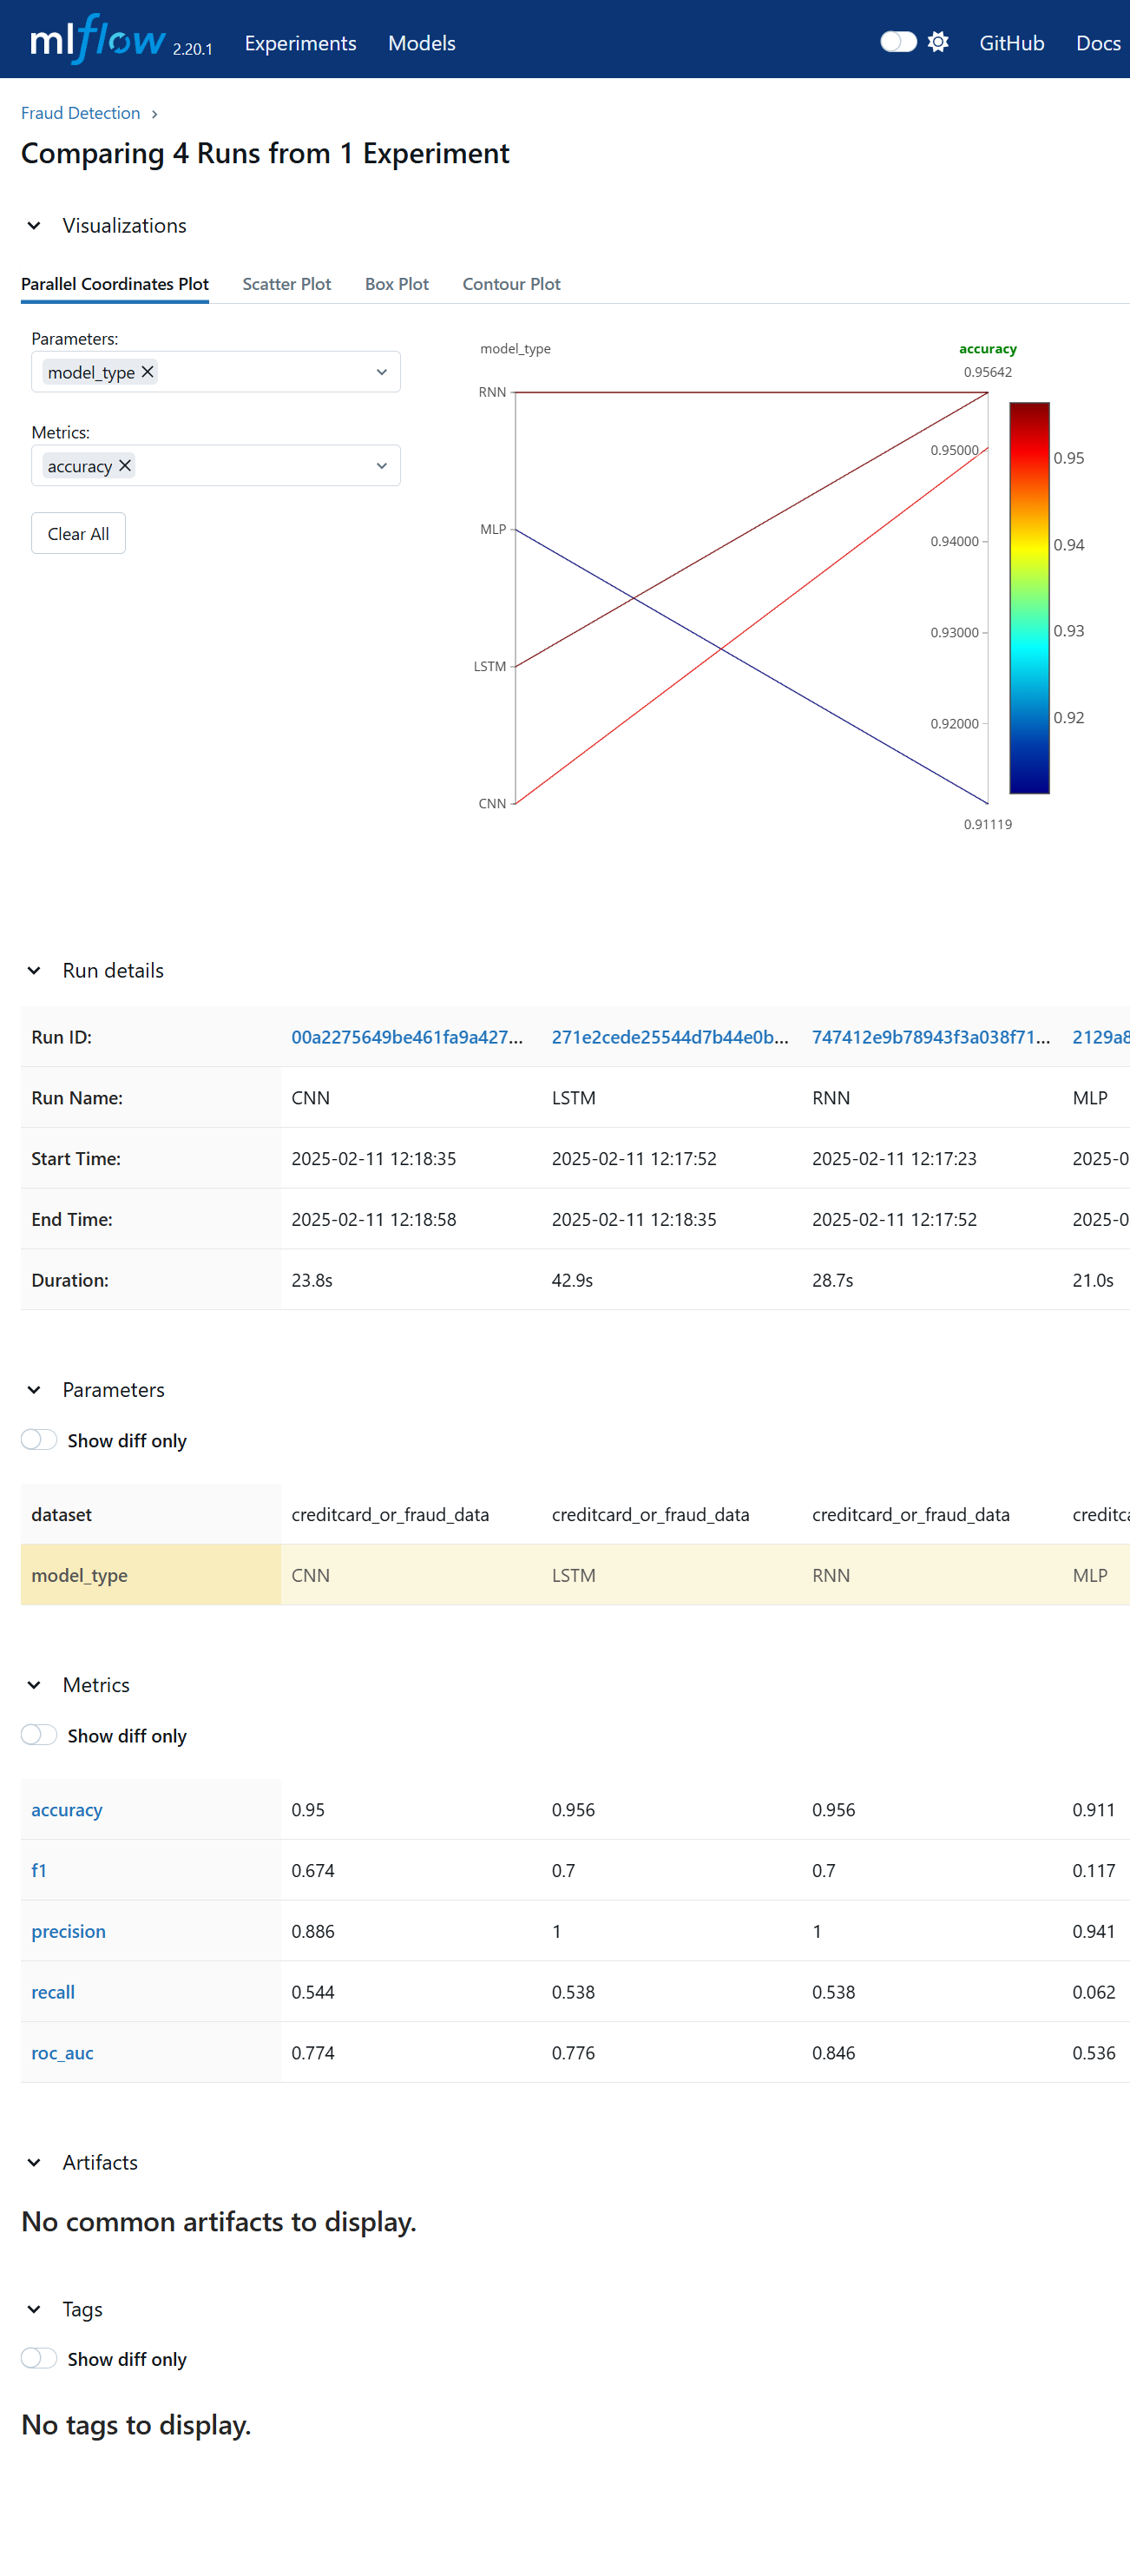 mlflow 2.20.1 Experiments Models GitHub Docs
Fraud Detection
Comparing 4 Runs from 1 Experiment
Visualizations
Parallel Coordinates Plot Scatter Plot Box Plot Contour Plot
Parameters:
model_type
Metrics:
accuracy
Clear All
model_type accuracy
0.95642
RNN
MLP
LSTM
CNN
0.95000
0.94000
0.93000
0.92000
0.91119
0.95
0.94
0.93
0.92
Run details
Run ID: 00a2275649be461fa9a427... 271e2cede25544d7b44e0b... 747412e9b78943f3a038f71... 2129a8
Run Name: CNN LSTM RNN MLP
Start Time: 2025-02-11 12:18:35 2025-02-11 12:17:52 2025-02-11 12:17:23 2025-0
End Time: 2025-02-11 12:18:58 2025-02-11 12:18:35 2025-02-11 12:17:52 2025-0
Duration: 23.8s 42.9s 28.7s 21.0s
Parameters
Show diff only
dataset creditcard_or_fraud_data creditcard_or_fraud_data creditcard_or_fraud_data creditc
model_type CNN LSTM RNN MLP
Metrics
Show diff only
accuracy 0.95 0.956 0.956 0.911
f1 0.674 0.7 0.7 0.117
precision 0.886 1 1 0.941
recall 0.544 0.538 0.538 0.062
roc_auc 0.774 0.776 0.846 0.536
Artifacts
No common artifacts to display.
Tags
Show diff only
No tags to display.